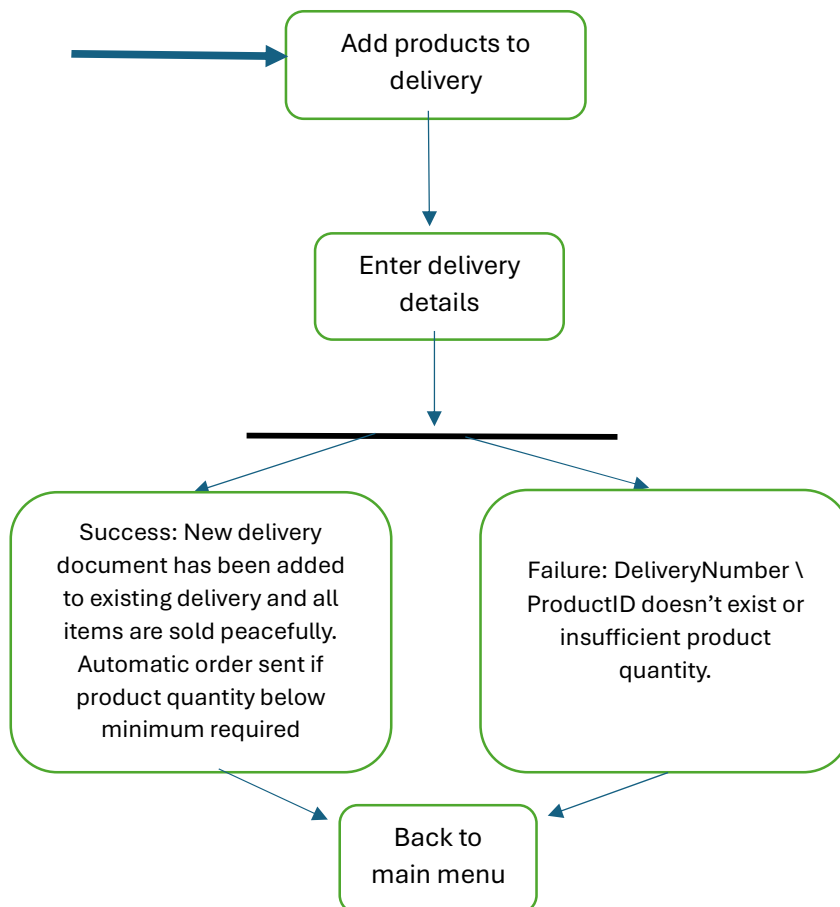 Add products to
delivery
Enter delivery
details
Success: New delivery
document has been added
to existing delivery and all
items are sold peacefully.
Automatic order sent if
product quantity below
minimum required
Failure: DeliveryNumber \
ProductID doesn’t exist or
insufficient product
quantity.
Back to
main menu